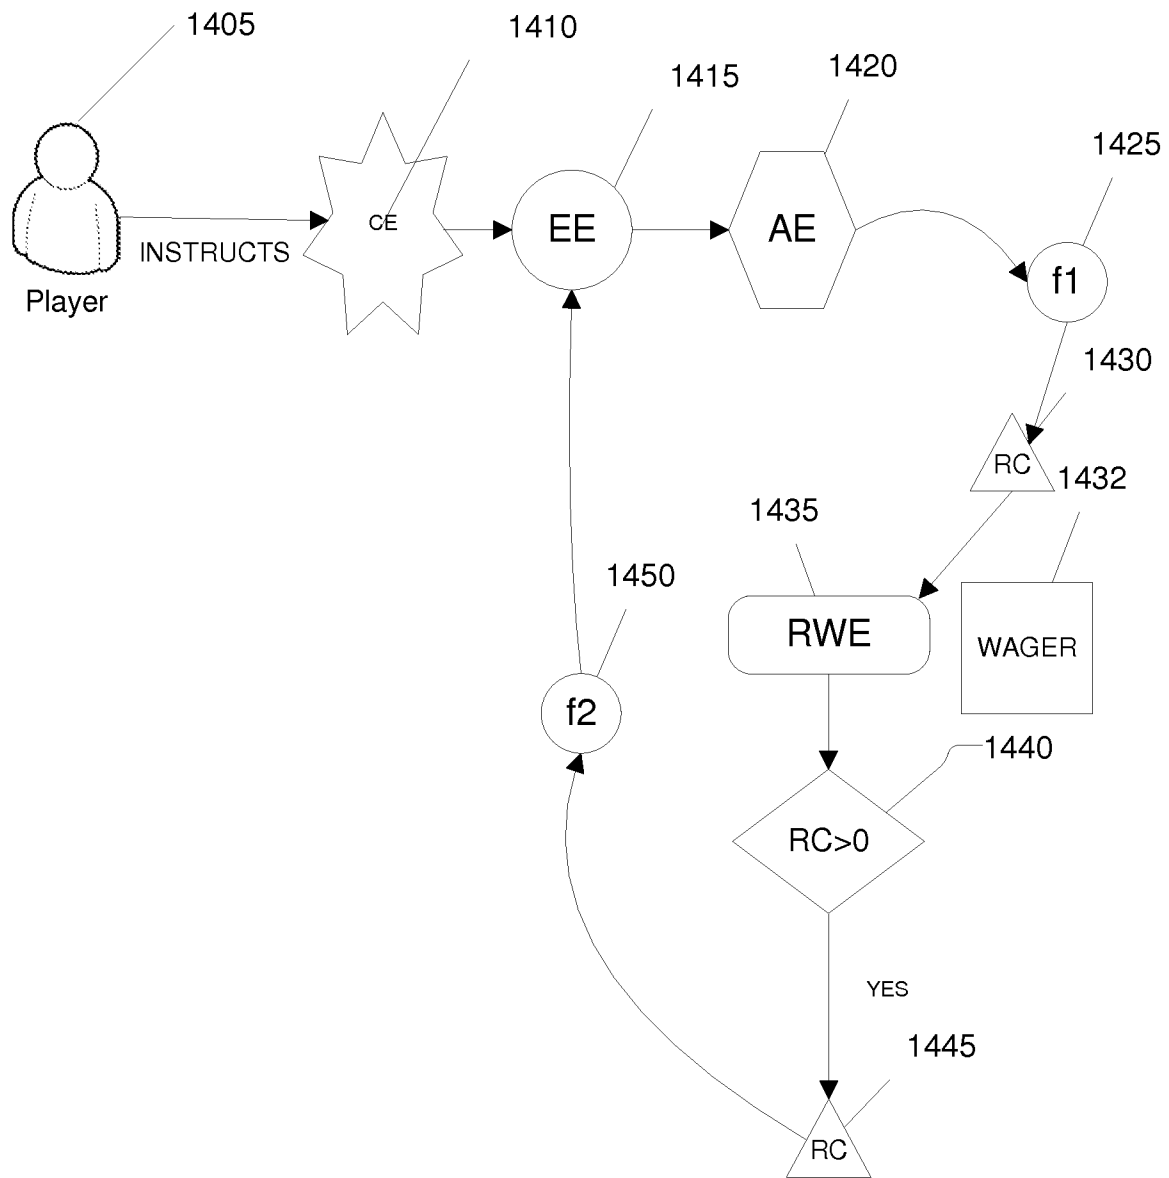 1405
1410
1415
1420
1425
CE
EE
AE
INSTRUCTS
f1
Player
1430
RC
1432
1435
1450
RWE
WAGER
f2
1440
RC>0
YES
1445
RC